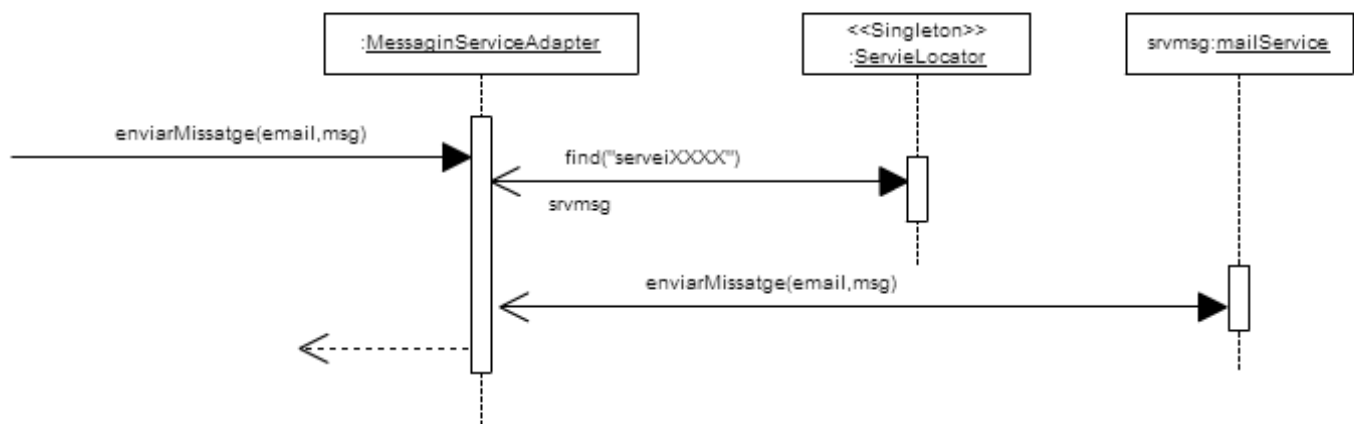 :MessaginServiceAdapter
<<Singleton>>
:ServieLocator
srvmsg:mailService
enviarMissatge(email,msg)
find("serveiXXXX")
srvmsg
enviarMissatge(email,msg)